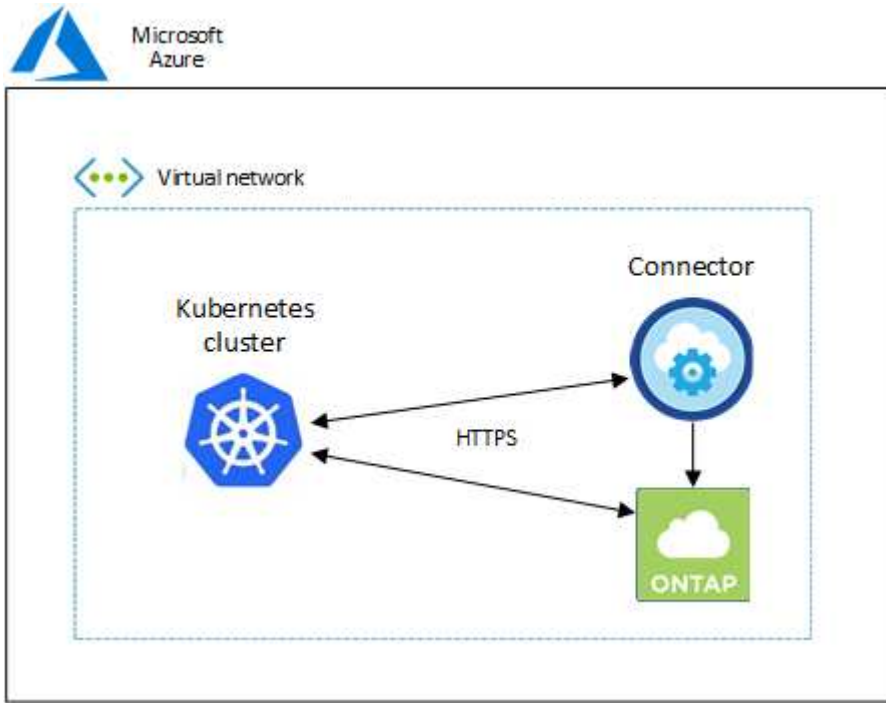 Microsoft
Azure
Virtual network
Connector
Kubernetes
cluster
HTTPS
ONTAP